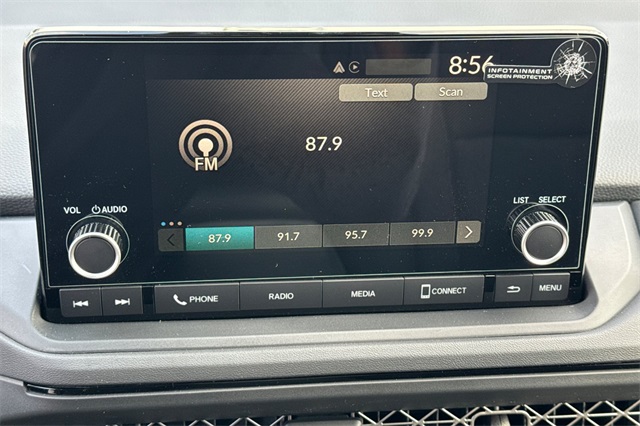 8:56
INFOTAINMENT
SCREEN PROTECTION
Text Scan
FM
87.9
87.9 91.7 95.7 99.9
VOL AUDIO
LIST SELECT
PHONE RADIO MEDIA CONNECT MENU